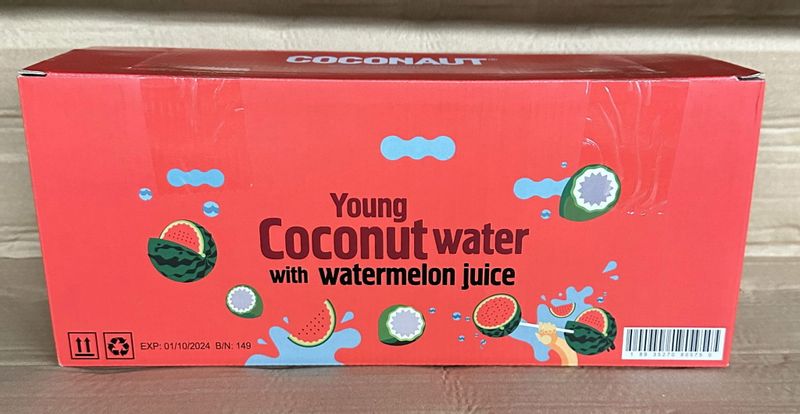 COCONAUT
Young
Coconut water
with watermelon juice
EXP: 01/10/2024 B/N: 149